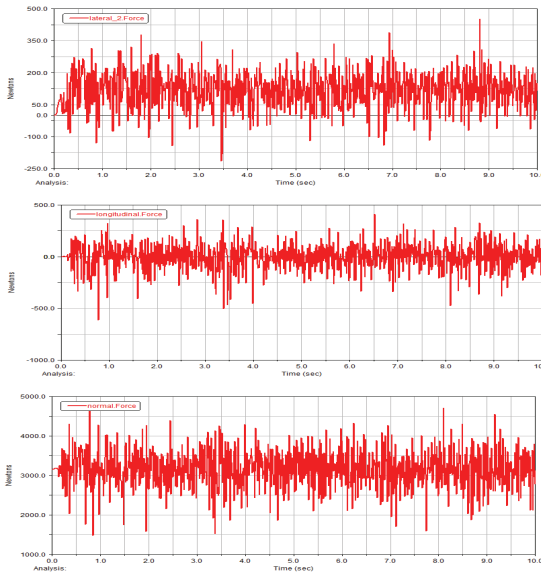 500.0
lateral_2.Force
350.0
200.0
50.0
0.0
-100.0
-250.0
Newtons
0.0 1.0 2.0 3.0 4.0 5.0 6.0 7.0 8.0 9.0 10.0
Analysis: Time (sec)
500.0
longitudinal.Force
0.0
-500.0
-1000.0
Newtons
0.0 1.0 2.0 3.0 4.0 5.0 6.0 7.0 8.0 9.0 10
Analysis: Time (sec)
5000.0
normal.Force
4000.0
3000.0
2000.0
1000.0
Newtons
0.0 1.0 2.0 3.0 4.0 5.0 6.0 7.0 8.0 9.0 10.
Analysis: Time (sec)